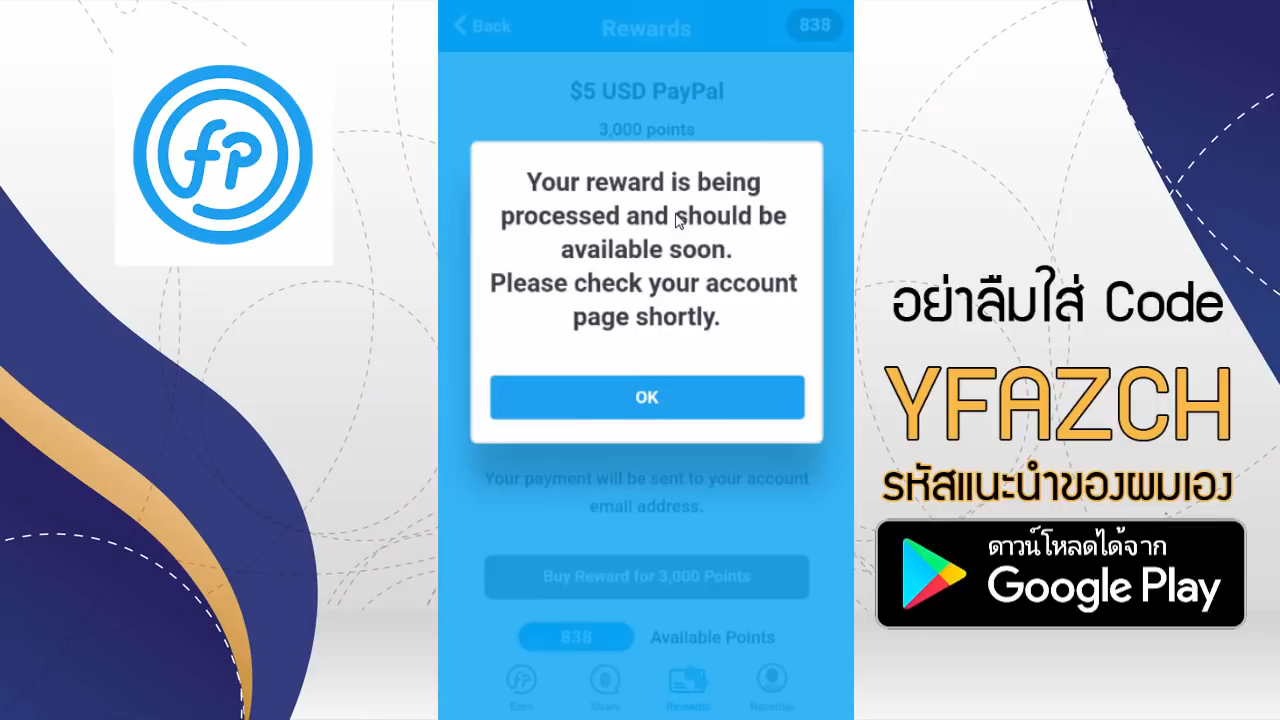 fp
Back
Rewards
838
$5 USD PayPal
3,000 points
Your reward is being
processed and should be
available soon.
Please check your account
page shortly.
OK
Your payment will be sent to your account
email address.
Buy Reward for 3,000 Points
838 Available Points
fp
Earn
Share
Rewards
อย่าลืมใส่ Code
YFAZCH
รหัสแนะนำของผมเอง
ดาวน์โหลดได้จาก
Google Play